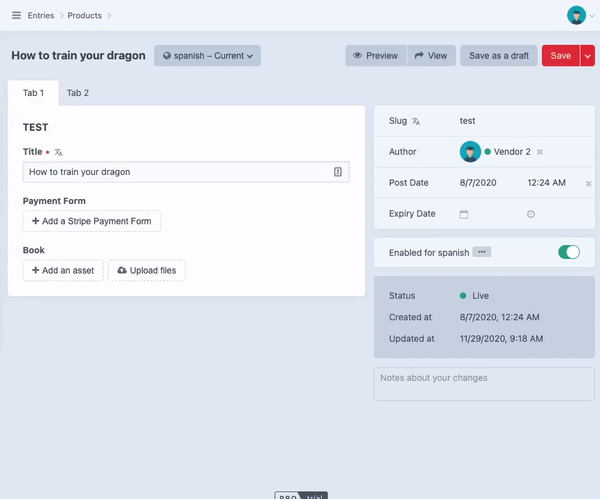 Entries Products
How to train your dragon
spanish – Current
Preview
View
Save as a draft
Save
Tab 1
Tab 2
TEST
Title
How to train your dragon
Payment Form
+ Add a Stripe Payment Form
Book
+ Add an asset
Upload files
Slug test
Author Vendor 2
Post Date 8/7/2020 12:24 AM
Expiry Date
Enabled for spanish
Status Live
Created at 8/7/2020, 12:24 AM
Updated at 11/29/2020, 9:18 AM
Notes about your changes
PRO trial